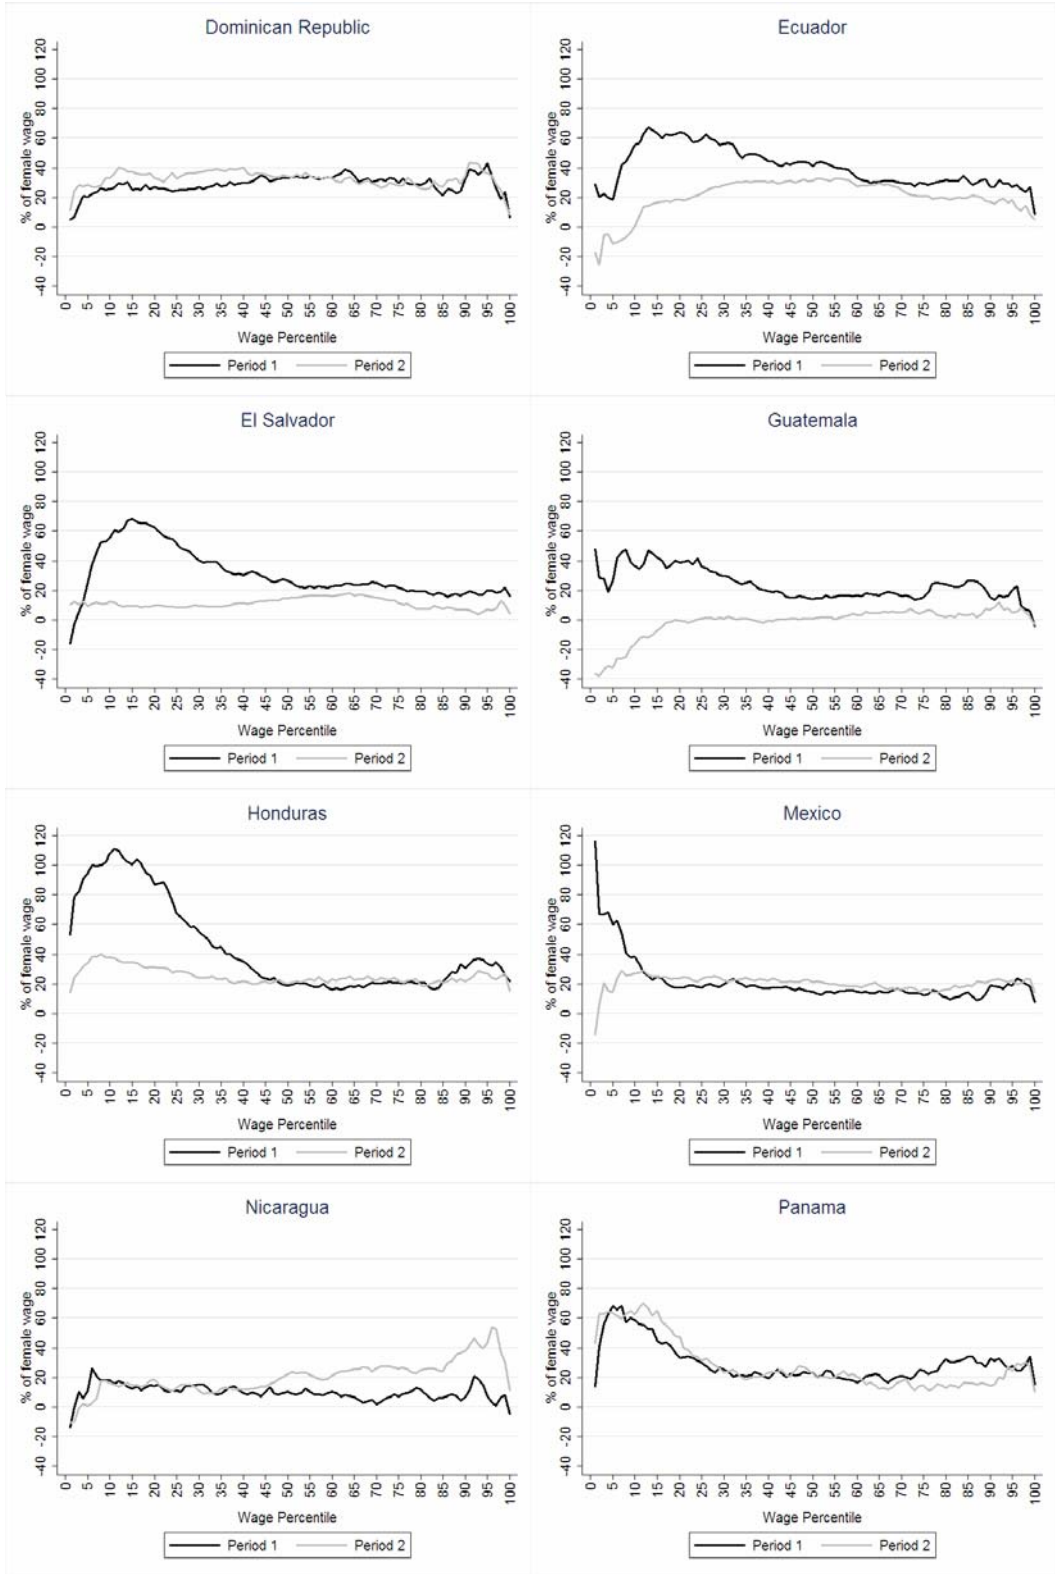 Dominican Republic
% of female wage
-40 -20 0 20 40 60 80 100 120
0 5 10 15 20 25 30 35 40 45 50 55 60 65 70 75 80 85 90 95 100
Wage Percentile
Period 1 Period 2
Ecuador
% of female wage
-40 -20 0 20 40 60 80 100 120
0 5 10 15 20 25 30 35 40 45 50 55 60 65 70 75 80 85 90 95 100
Wage Percentile
Period 1 Period 2
El Salvador
% of female wage
-40 -20 0 20 40 60 80 100 120
0 5 10 15 20 25 30 35 40 45 50 55 60 65 70 75 80 85 90 95 100
Wage Percentile
Period 1 Period 2
Guatemala
% of female wage
-40 -20 0 20 40 60 80 100 120
0 5 10 15 20 25 30 35 40 45 50 55 60 65 70 75 80 85 90 95 100
Wage Percentile
Period 1 Period 2
Honduras
% of female wage
-40 -20 0 20 40 60 80 100 120
0 5 10 15 20 25 30 35 40 45 50 55 60 65 70 75 80 85 90 95 100
Wage Percentile
Period 1 Period 2
Mexico
% of female wage
-40 -20 0 20 40 60 80 100 120
0 5 10 15 20 25 30 35 40 45 50 55 60 65 70 75 80 85 90 95 100
Wage Percentile
Period 1 Period 2
Nicaragua
% of female wage
-40 -20 0 20 40 60 80 100 120
0 5 10 15 20 25 30 35 40 45 50 55 60 65 70 75 80 85 90 95 100
Wage Percentile
Period 1 Period 2
Panama
% of female wage
-40 -20 0 20 40 60 80 100 120
0 5 10 15 20 25 30 35 40 45 50 55 60 65 70 75 80 85 90 95 100
Wage Percentile
Period 1 Period 2